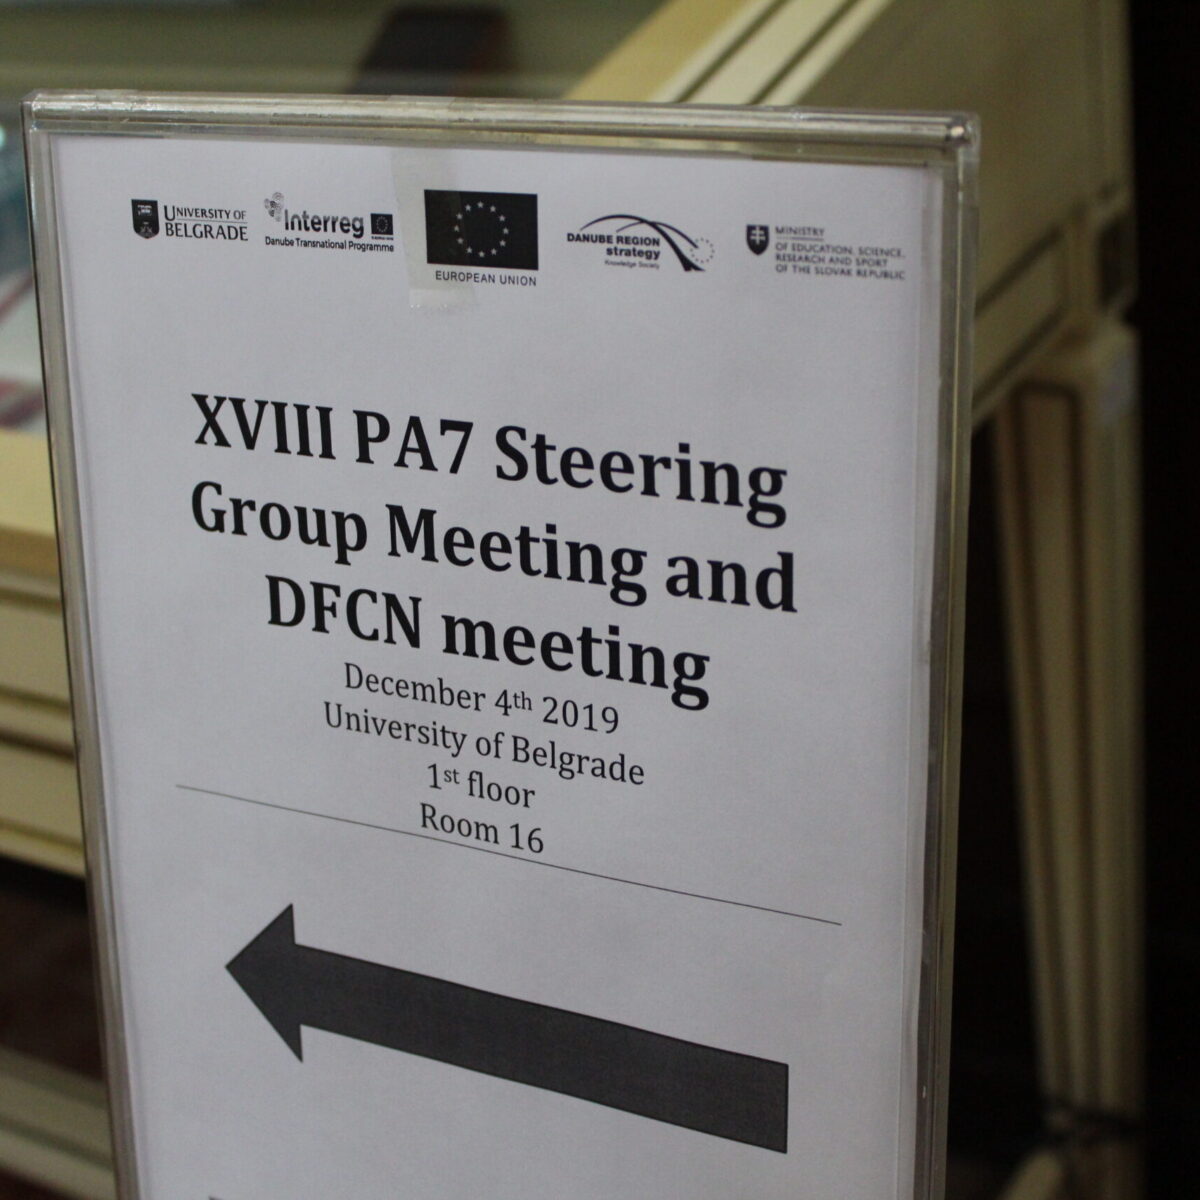 UNIVERSITY OF
BELGRADE
Interreg
Danube Transnational Programme
EUROPEAN UNION
DANUBE REGION
strategy
Knowledge Society
MINISTRY
OF EDUCATION, SCIENCE,
RESEARCH AND SPORT
OF THE SLOVAK REPUBLIC
XVIII PA7 Steering
Group Meeting and
DFCN meeting
December 4th 2019
University of Belgrade
1st floor
Room 16